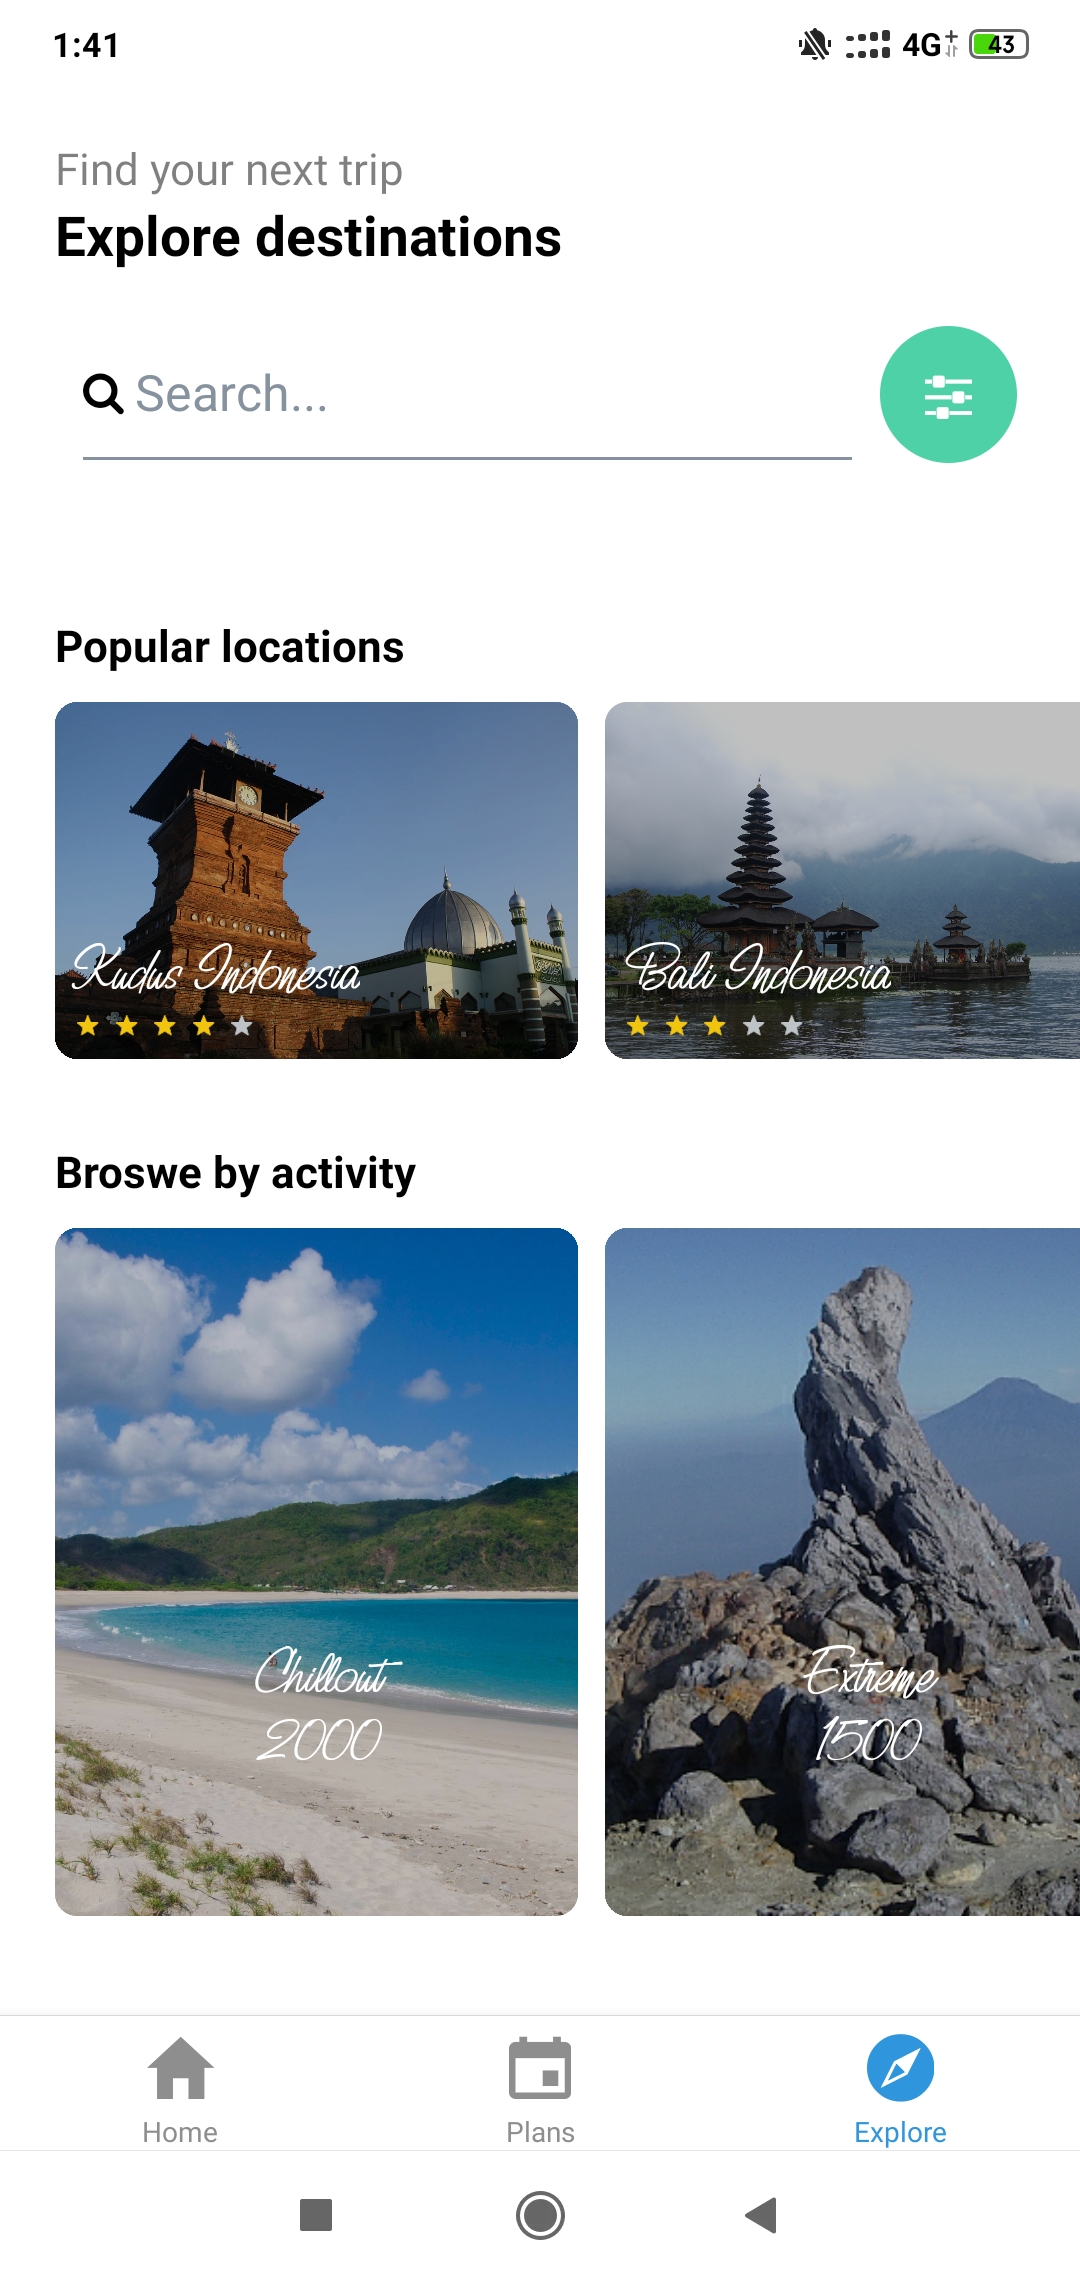 1:41
4G+
43
Find your next trip
Explore destinations
Search...
Popular locations
Kudus Indonesia
Bali Indonesia
Broswe by activity
Chillout
2000
Extreme
1500
Home
Plans
Explore